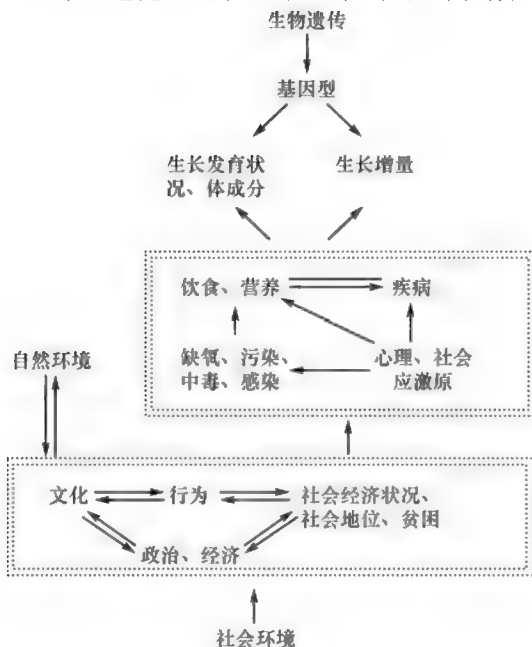 生物遗传
基因型
生长发育状
况、体成分
生长增量
饮食、营养
疾病
自然环境
缺氧、污染、
中毒、感染
心理、社会
应激原
文化
行为
社会经济状况、
社会地位、贫困
政治、经济
社会环境